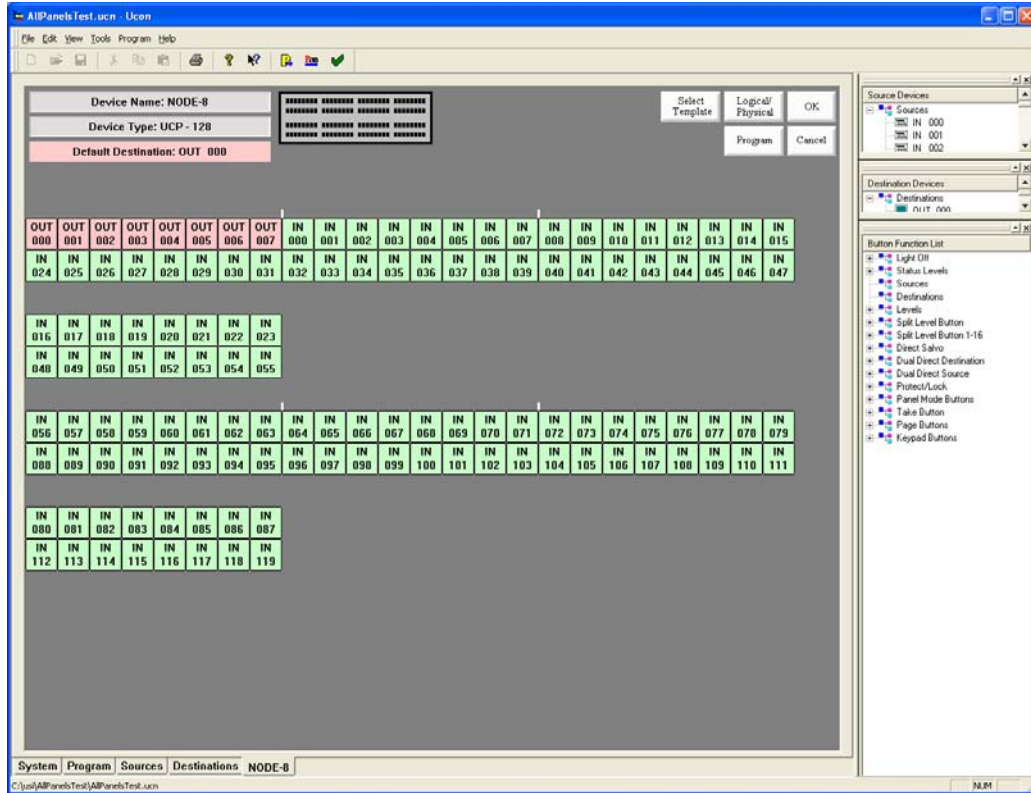 AllPanelsTest.ucn - Ucon
File Edit View Tools Program Help
Device Name: NODE-8
Device Type: UCP - 128
Default Destination: OUT 000
Select Template
Logical/ Physical
OK
Program
Cancel
OUT 000 OUT 001 OUT 002 OUT 003 OUT 004 OUT 005 OUT 006 OUT 007 IN 000 IN 001 IN 002 IN 003 IN 004 IN 005 IN 006 IN 007 IN 008 IN 009 IN 010 IN 011 IN 012 IN 013 IN 014 IN 015
IN 024 IN 025 IN 026 IN 027 IN 028 IN 029 IN 030 IN 031 IN 032 IN 033 IN 034 IN 035 IN 036 IN 037 IN 038 IN 039 IN 040 IN 041 IN 042 IN 043 IN 044 IN 045 IN 046 IN 047
IN 016 IN 017 IN 018 IN 019 IN 020 IN 021 IN 022 IN 023
IN 048 IN 049 IN 050 IN 051 IN 052 IN 053 IN 054 IN 055
IN 056 IN 057 IN 058 IN 059 IN 060 IN 061 IN 062 IN 063 IN 064 IN 065 IN 066 IN 067 IN 068 IN 069 IN 070 IN 071 IN 072 IN 073 IN 074 IN 075 IN 076 IN 077 IN 078 IN 079
IN 088 IN 089 IN 090 IN 091 IN 092 IN 093 IN 094 IN 095 IN 096 IN 097 IN 098 IN 099 IN 100 IN 101 IN 102 IN 103 IN 104 IN 105 IN 106 IN 107 IN 108 IN 109 IN 110 IN 111
IN 080 IN 081 IN 082 IN 083 IN 084 IN 085 IN 086 IN 087
IN 112 IN 113 IN 114 IN 115 IN 116 IN 117 IN 118 IN 119
Source Devices
Sources
IN 000
IN 001
IN 002
Destination Devices
Destinations
OUT 000
Button Function List
Light Off
Status Levels
Sources
Destinations
Levels
Split Level Button
Split Level Button 1-16
Direct Salvo
Dual Direct Destination
Dual Direct Source
Protect/Lock
Panel Mode Buttons
Take Button
Page Buttons
Keypad Buttons
System Program Sources Destinations NODE-8
C:\usi\AllPanelsTest\AllPanelsTest.ucn
NUM